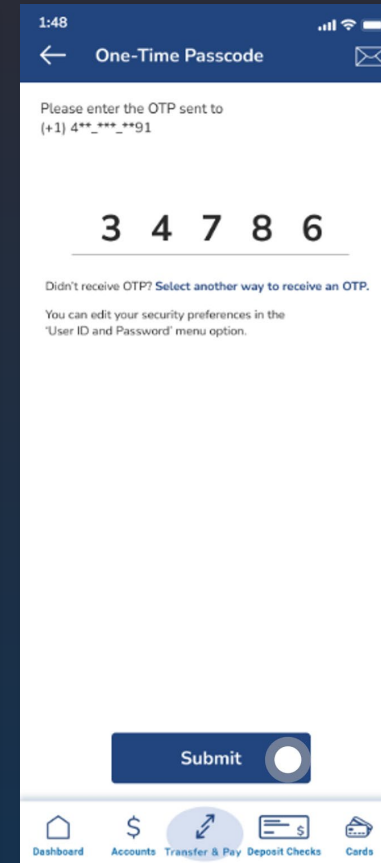 1:48
One-Time Passcode
Please enter the OTP sent to
(+1) 4**_***_**91
3 4 7 8 6
Didn't receive OTP? Select another way to receive an OTP.
You can edit your security preferences in the
'User ID and Password' menu option.
Submit
$
$
Dashboard Accounts Transfer & Pay Deposit Checks Cards